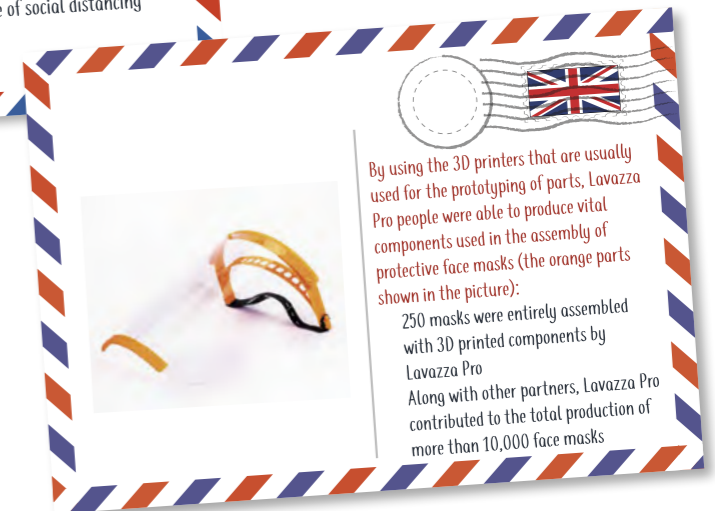 e of social distancing
By using the 3D printers that are usually
used for the prototyping of parts, Lavazza
Pro people were able to produce vital
components used in the assembly of
protective face masks (the orange parts
shown in the picture):
250 masks were entirely assembled
with 3D printed components by
Lavazza Pro
Along with other partners, Lavazza Pro
contributed to the total production of
more than 10,000 face masks